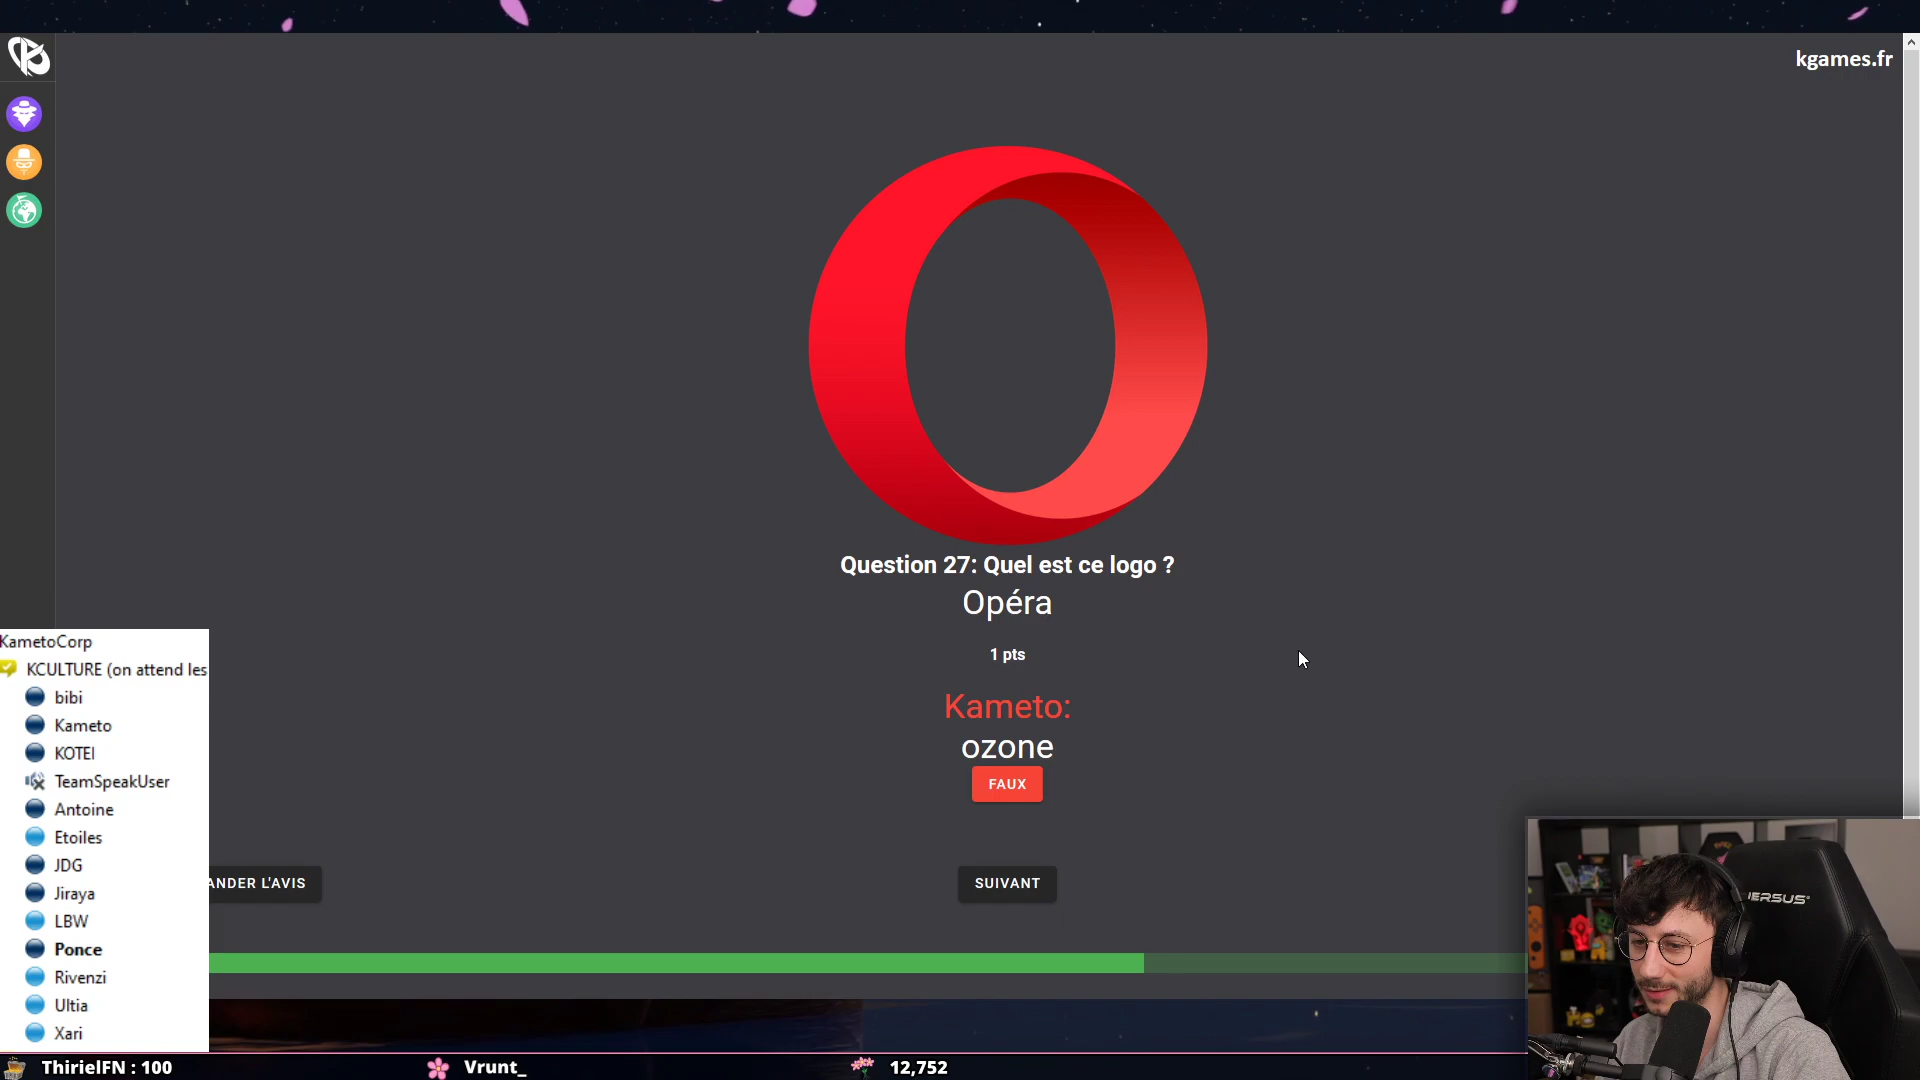 kgames.fr
Question 27: Quel est ce logo ?
Opéra
1 pts
Kameto:
ozone
FAUX
ANDER L'AVIS
SUIVANT
KametoCorp
KCULTURE (on attend les
bibi
Kameto
KOTEI
TeamSpeakUser
Antoine
Etoiles
JDG
Jiraya
LBW
Ponce
Rivenzi
Ultia
Xari
ERSUS
ThirielFN : 100
Vrunt_
12,752